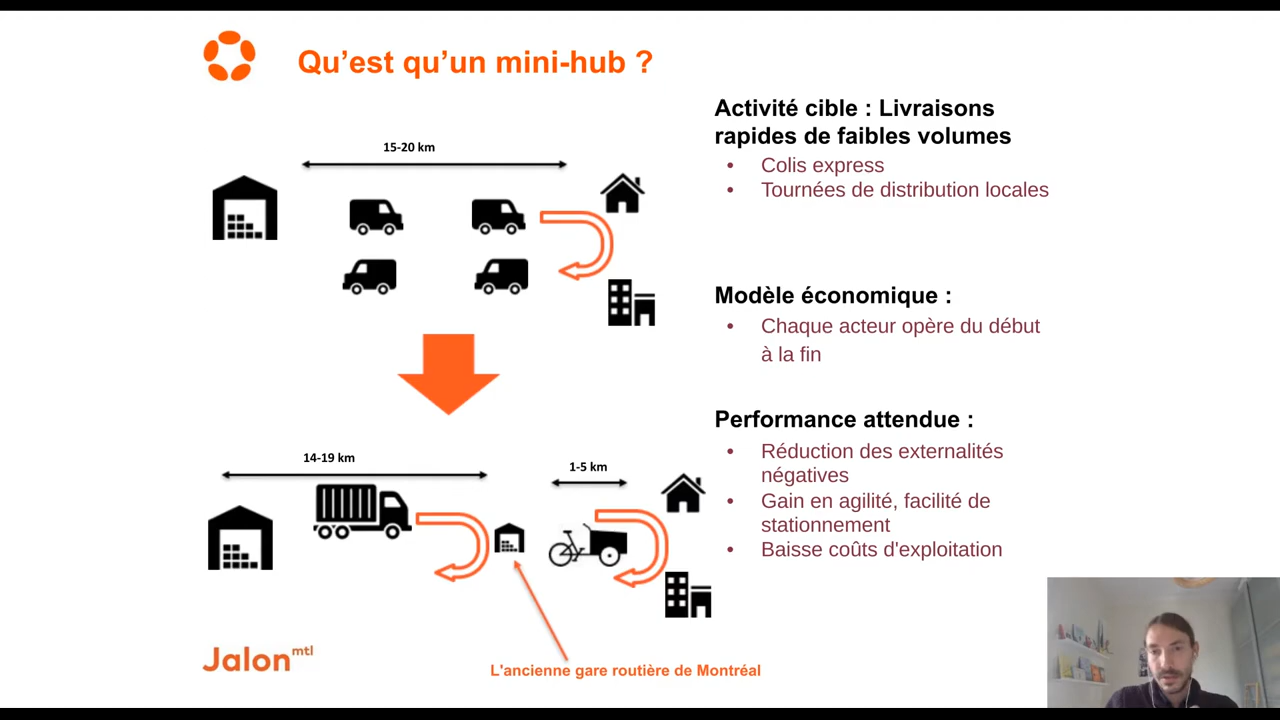 Qu’est qu’un mini-hub ?
15-20 km
14-19 km
1-5 km
L'ancienne gare routière de Montréal
Jalon mtl
Activité cible : Livraisons
rapides de faibles volumes
• Colis express
• Tournées de distribution locales
Modèle économique :
• Chaque acteur opère du début
à la fin
Performance attendue :
• Réduction des externalités
négatives
• Gain en agilité, facilité de
stationnement
• Baisse coûts d'exploitation